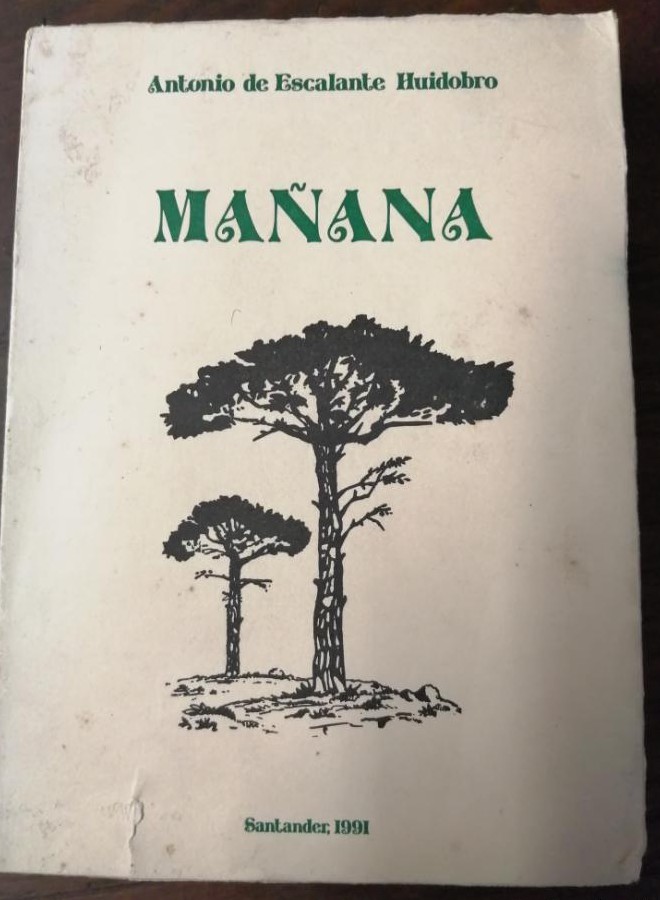 Antonio de Escalante Huidobro
MAÑANA
Santander, 1991